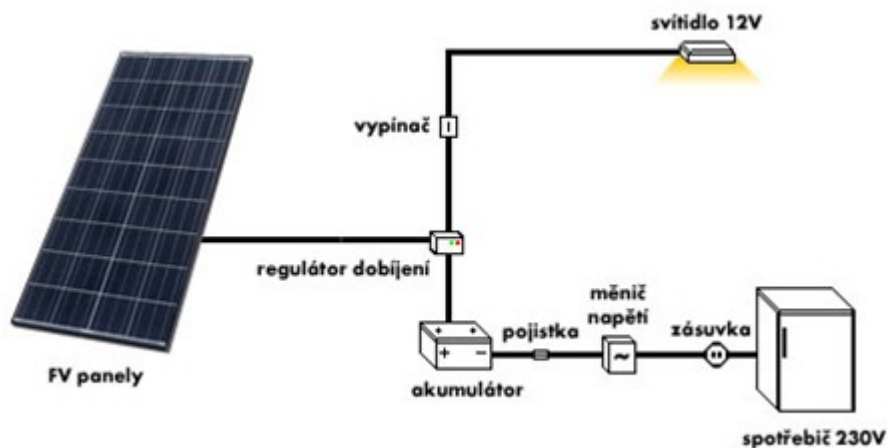 svítidlo 12V
vypínač
regulátor dobíjení
měnič
napětí
pojistka
zásuvka
FV panely
akumulátor
spotřebič 230V